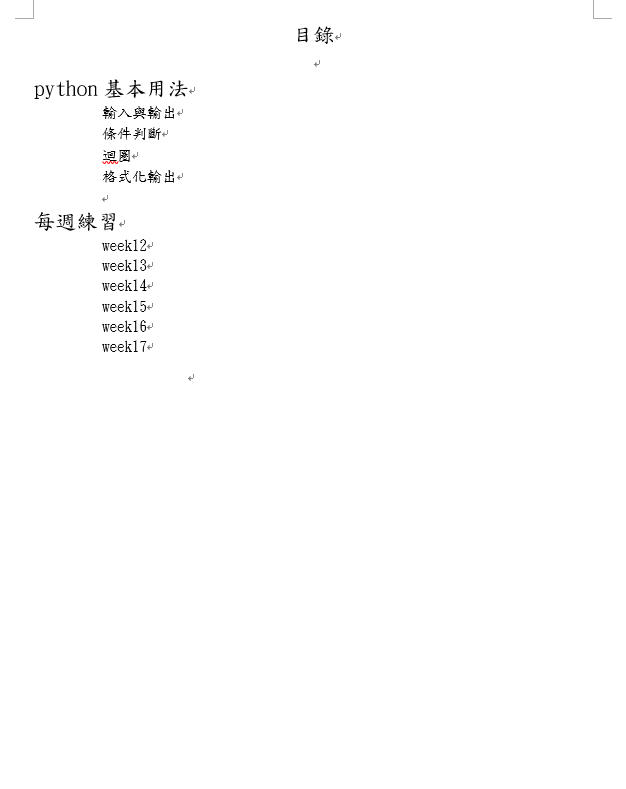 目錄
python 基本用法
輸入與輸出
條件判斷
迴圈
格式化輸出
每週練習
week12
week13
week14
week15
week16
week17